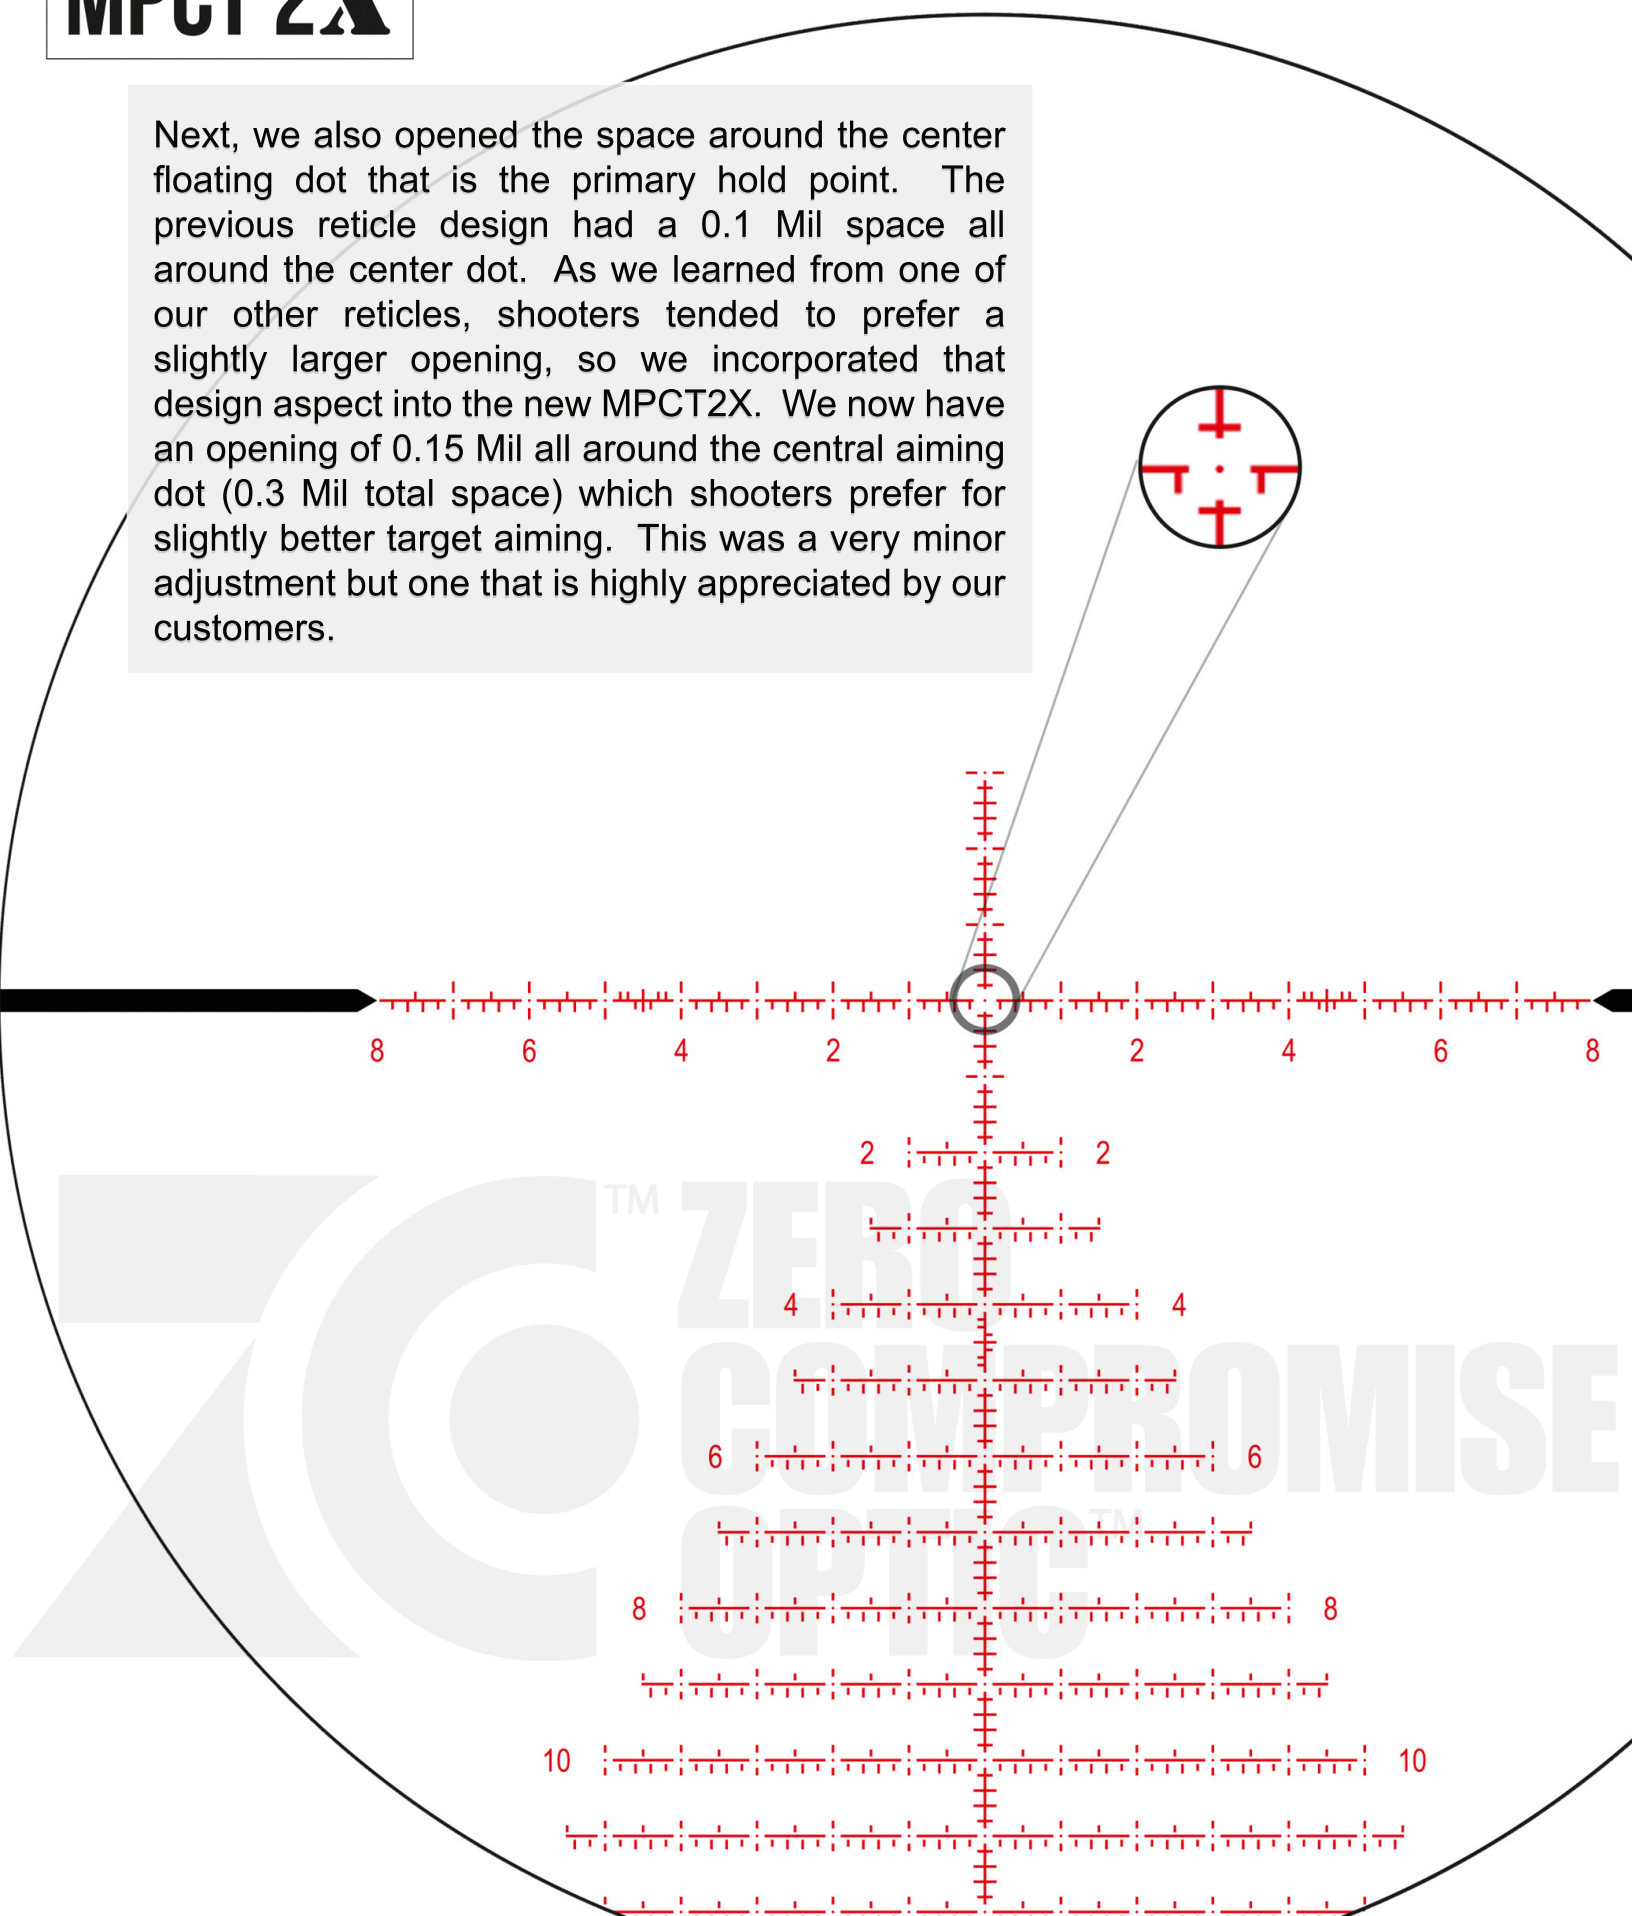 MPCT 2X
Next, we also opened the space around the center
floating dot that is the primary hold point.  The
previous reticle design had a 0.1 Mil space all
around the center dot.  As we learned from one of
our other reticles, shooters tended to prefer a
slightly larger opening, so we incorporated that
design aspect into the new MPCT2X.  We now have
an opening of 0.15 Mil all around the central aiming
dot (0.3 Mil total space) which shooters prefer for
slightly better target aiming.  This was a very minor
adjustment but one that is highly appreciated by our
customers.
8 6 4 2 2 4 6 8
2 2
TM ZERO
4 4
COMPROMISE
6 6
OPTIC TM
8 8
10 10